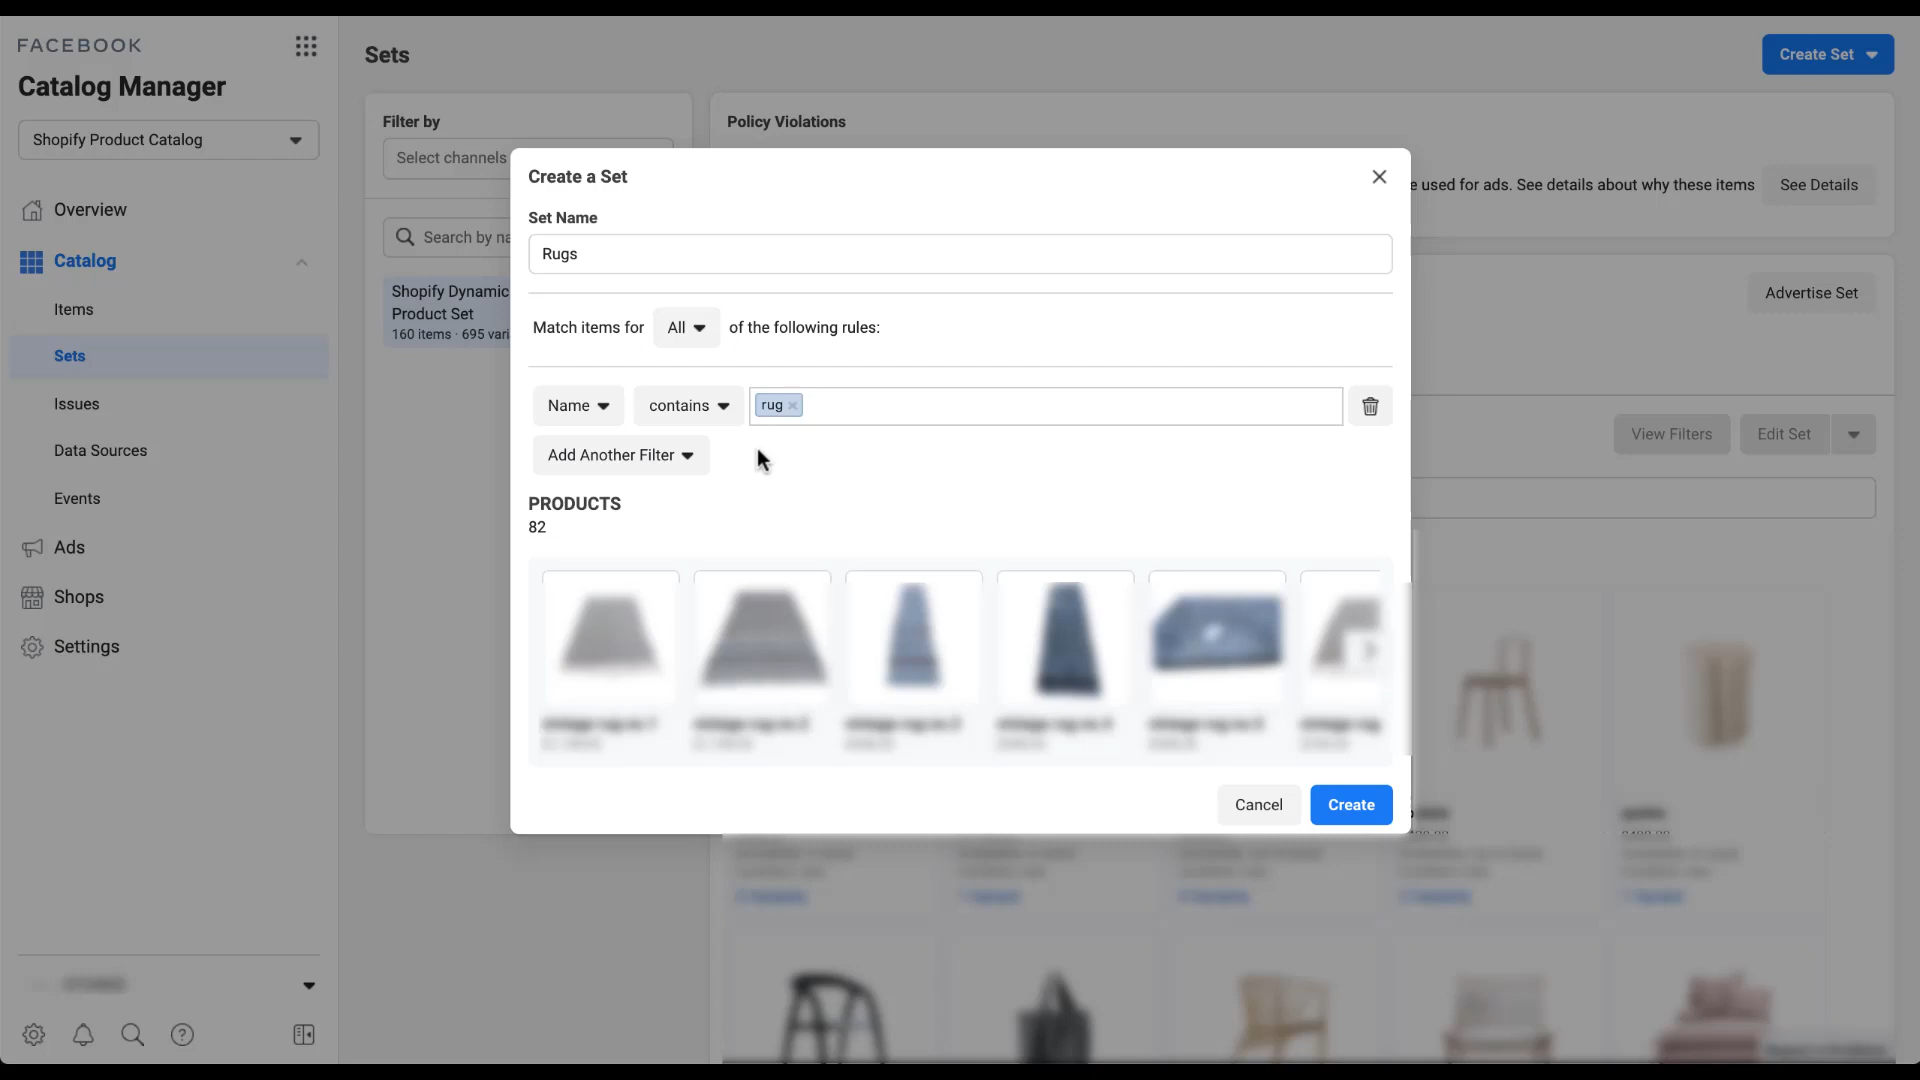 FACEBOOK
Catalog Manager
Shopify Product Catalog
Overview
Catalog
Items
Sets
Issues
Data Sources
Events
Ads
Shops
Settings
Sets
Create Set
Filter by
Select channels
Search by na
Shopify Dynamic
Product Set
160 items · 695 vari
Policy Violations
e used for ads. See details about why these items
See Details
Advertise Set
View Filters
Edit Set
Create a Set
Set Name
Rugs
Match items for All of the following rules:
Name contains rug
Add Another Filter
PRODUCTS
82
Cancel
Create